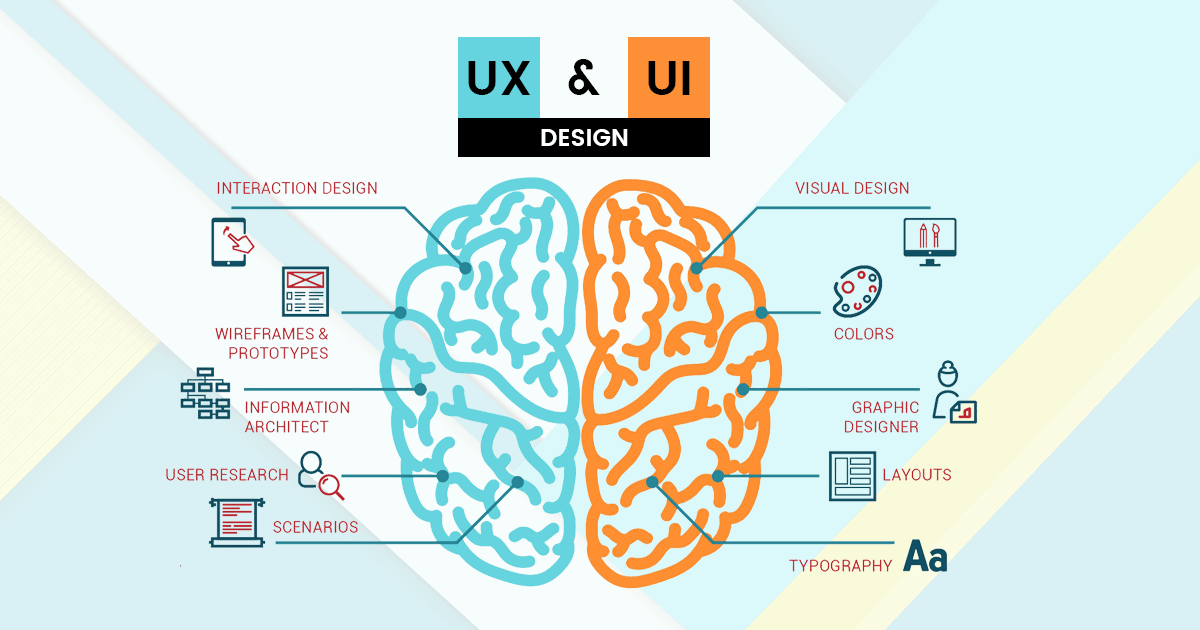 UX & UI
DESIGN
INTERACTION DESIGN
WIREFRAMES &
PROTOTYPES
INFORMATION
ARCHITECT
USER RESEARCH
SCENARIOS
VISUAL DESIGN
COLORS
GRAPHIC
DESIGNER
LAYOUTS
TYPOGRAPHY Aa